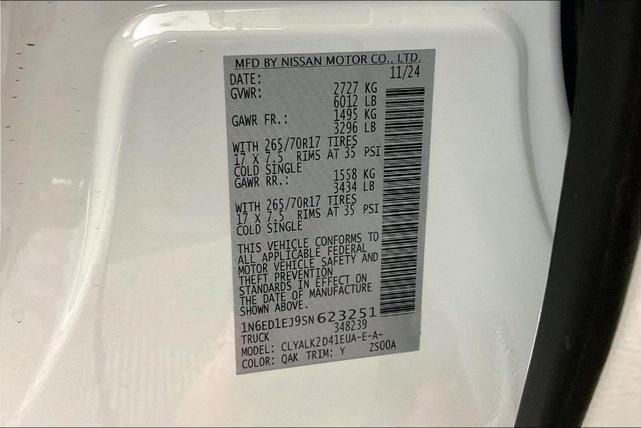 MFD BY NISSAN MOTOR CO., LTD.
DATE: 11/24
GVWR: 2727 KG
6012 LB
GAWR FR.: 1495 KG
3296 LB
WITH 265/70R17 TIRES
17 X 7.5 RIMS AT 35 PSI
COLD SINGLE
GAWR RR.: 1558 KG
3434 LB
WITH 265/70R17 TIRES
17 X 7.5 RIMS AT 35 PSI
COLD SINGLE
THIS VEHICLE CONFORMS TO
ALL APPLICABLE FEDERAL
MOTOR VEHICLE SAFETY AND
THEFT PREVENTION
STANDARDS IN EFFECT ON
THE DATE OF MANUFACTURE
SHOWN ABOVE.
1N6ED1EJ9SN623251
TRUCK 348239
MODEL: CLYALK2D41EUA-E-A-
COLOR: QAK TRIM: Y ZS00A